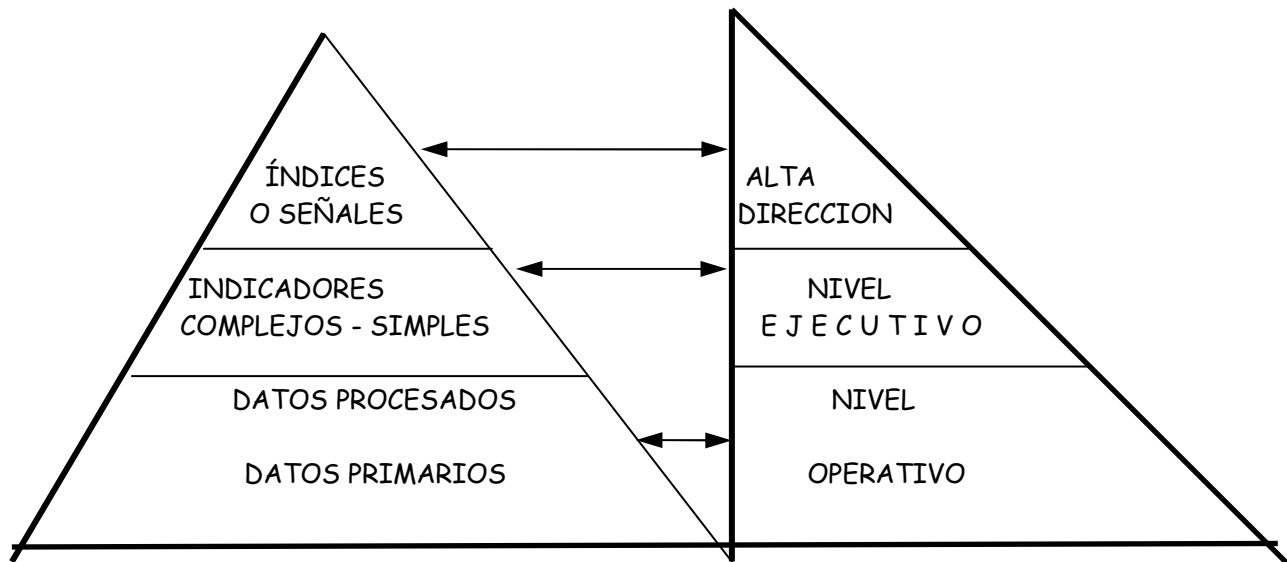 ÍNDICES
O SEÑALES
INDICADORES
COMPLEJOS - SIMPLES
DATOS PROCESADOS
DATOS PRIMARIOS
ALTA
DIRECCION
NIVEL
E J E C U T I V O
NIVEL
OPERATIVO